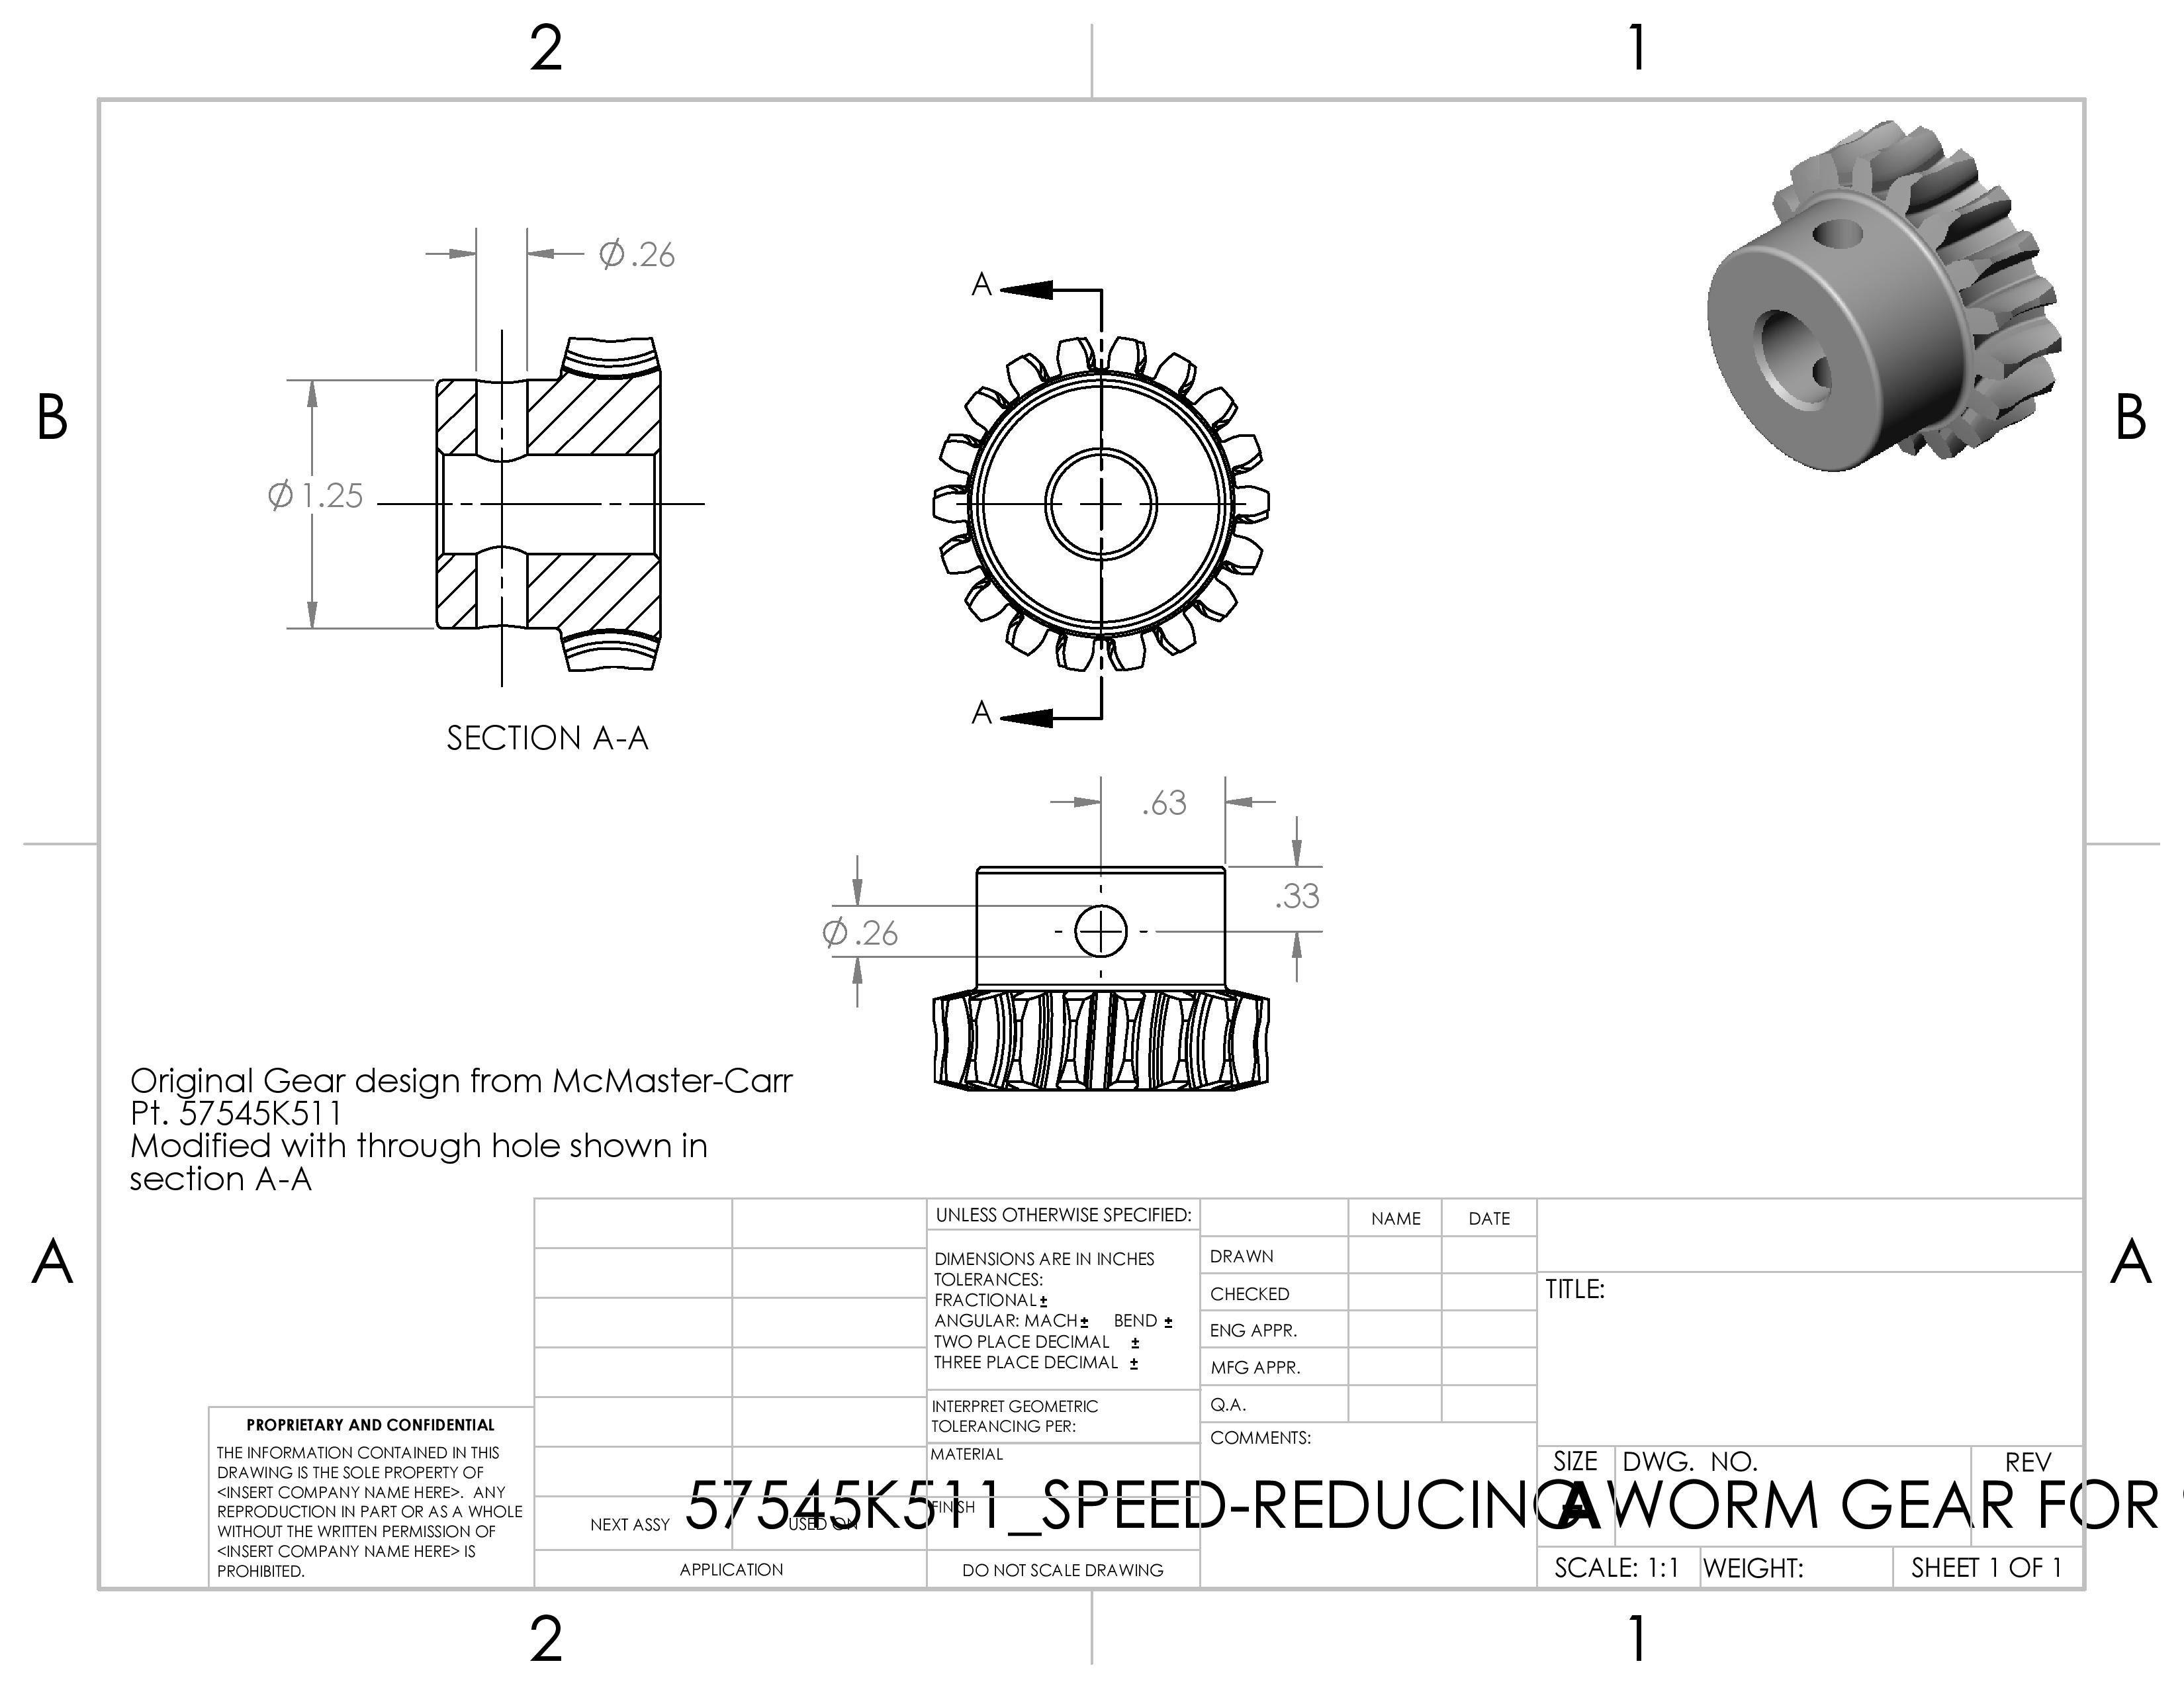 2
1
B
B
Ø.26
A
Ø1.25
A
SECTION A-A
.63
.33
Ø.26
Original Gear design from McMaster-Carr
Pt. 57545K511
Modified with through hole shown in
section A-A
A
A
UNLESS OTHERWISE SPECIFIED:
DIMENSIONS ARE IN INCHES
TOLERANCES:
FRACTIONAL±
ANGULAR: MACH± BEND ±
TWO PLACE DECIMAL ±
THREE PLACE DECIMAL ±
INTERPRET GEOMETRIC
TOLERANCING PER:
MATERIAL
FINISH
DO NOT SCALE DRAWING
NAME DATE
DRAWN
CHECKED
ENG APPR.
MFG APPR.
Q.A.
COMMENTS:
TITLE:
SIZE DWG. NO. REV
A
57545K511_SPEED-REDUCING WORM GEAR FOR
SCALE: 1:1 WEIGHT: SHEET 1 OF 1
NEXT ASSY USED ON
APPLICATION
PROPRIETARY AND CONFIDENTIAL
THE INFORMATION CONTAINED IN THIS
DRAWING IS THE SOLE PROPERTY OF
<INSERT COMPANY NAME HERE>. ANY
REPRODUCTION IN PART OR AS A WHOLE
WITHOUT THE WRITTEN PERMISSION OF
<INSERT COMPANY NAME HERE> IS
PROHIBITED.
2
1